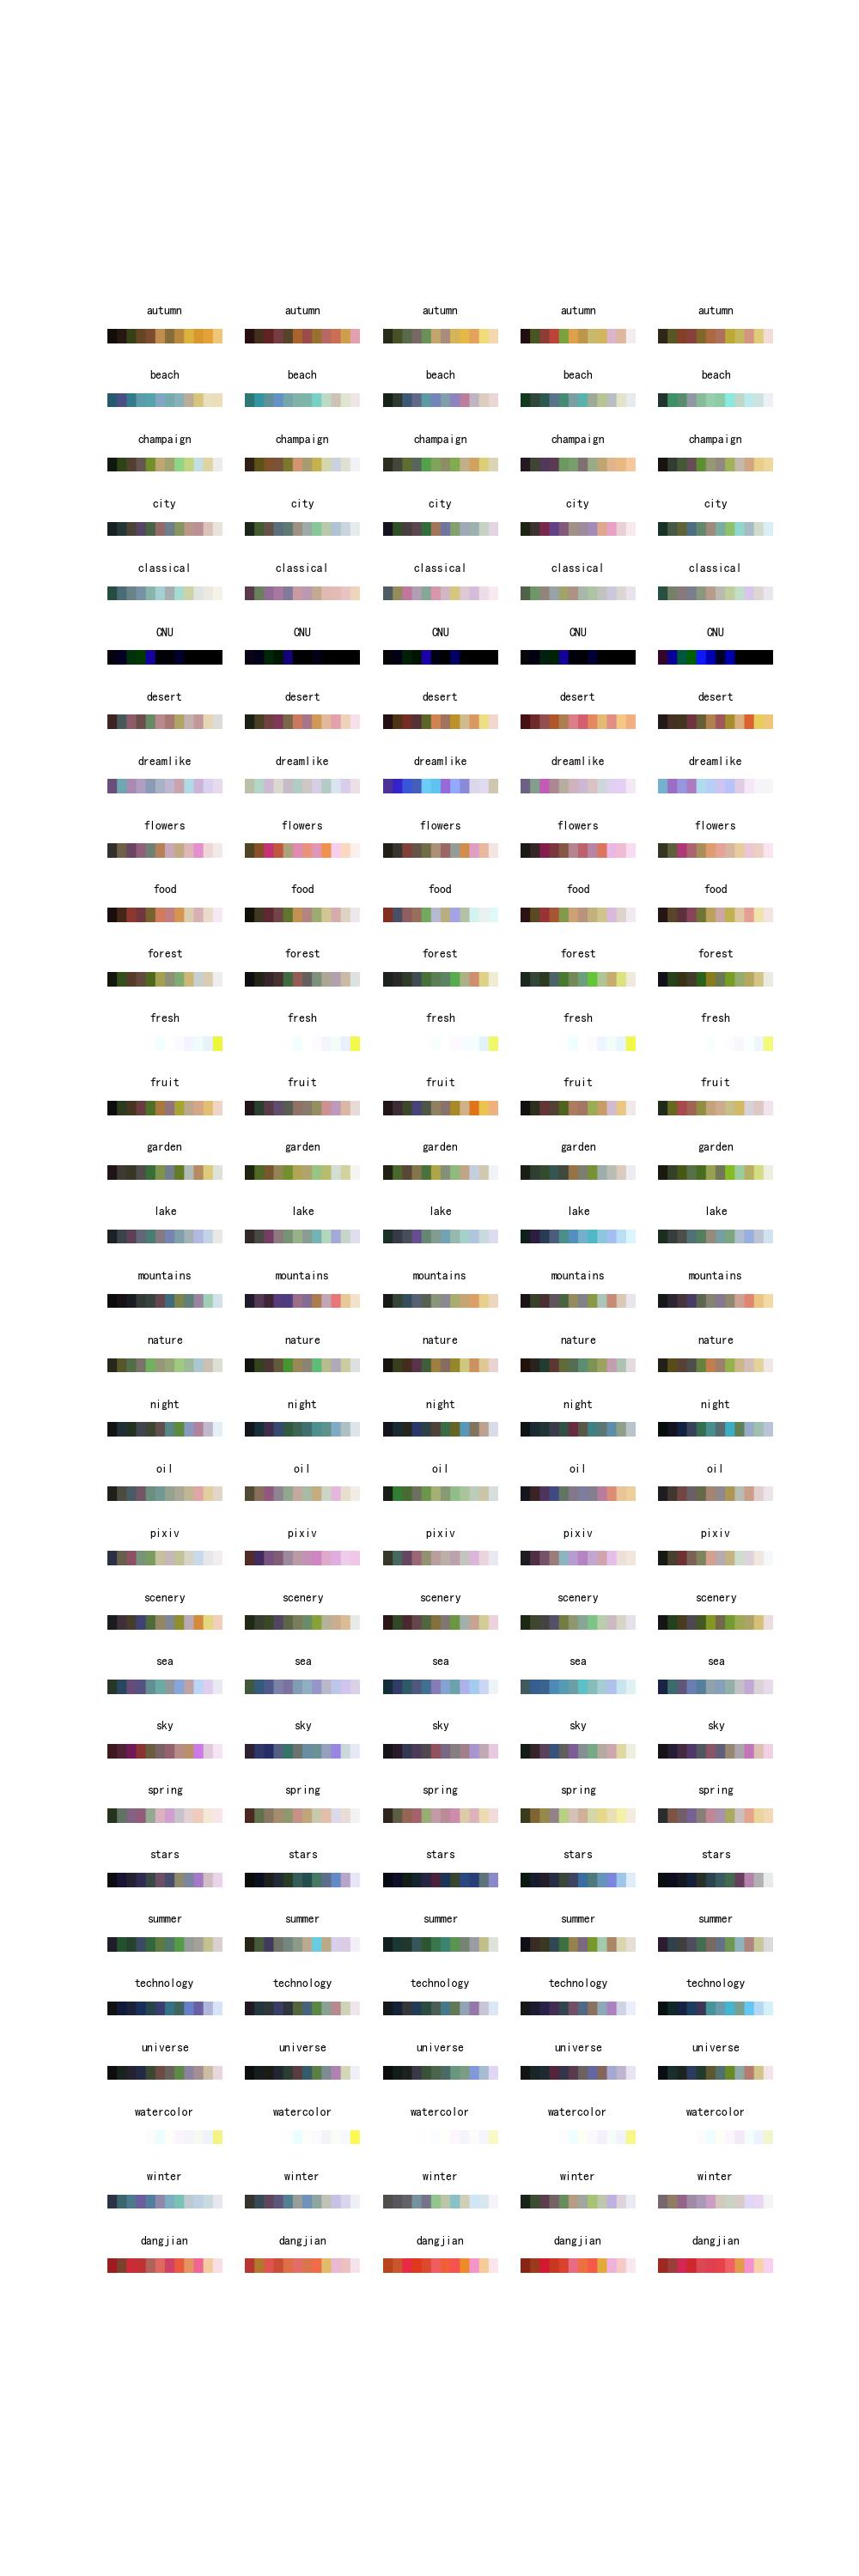 autumn autumn autumn autumn autumn
beach beach beach beach beach
champaign champaign champaign champaign champaign
city city city city city
classical classical classical classical classical
CNU CNU CNU CNU CNU
desert desert desert desert desert
dreamlike dreamlike dreamlike dreamlike dreamlike
flowers flowers flowers flowers flowers
food food food food food
forest forest forest forest forest
fresh fresh fresh fresh fresh
fruit fruit fruit fruit fruit
garden garden garden garden garden
lake lake lake lake lake
mountains mountains mountains mountains mountains
nature nature nature nature nature
night night night night night
oil oil oil oil oil
pixiv pixiv pixiv pixiv pixiv
scenery scenery scenery scenery scenery
sea sea sea sea sea
sky sky sky sky sky
spring spring spring spring spring
stars stars stars stars stars
summer summer summer summer summer
technology technology technology technology technology
universe universe universe universe universe
watercolor watercolor watercolor watercolor watercolor
winter winter winter winter winter
dangjian dangjian dangjian dangjian dangjian